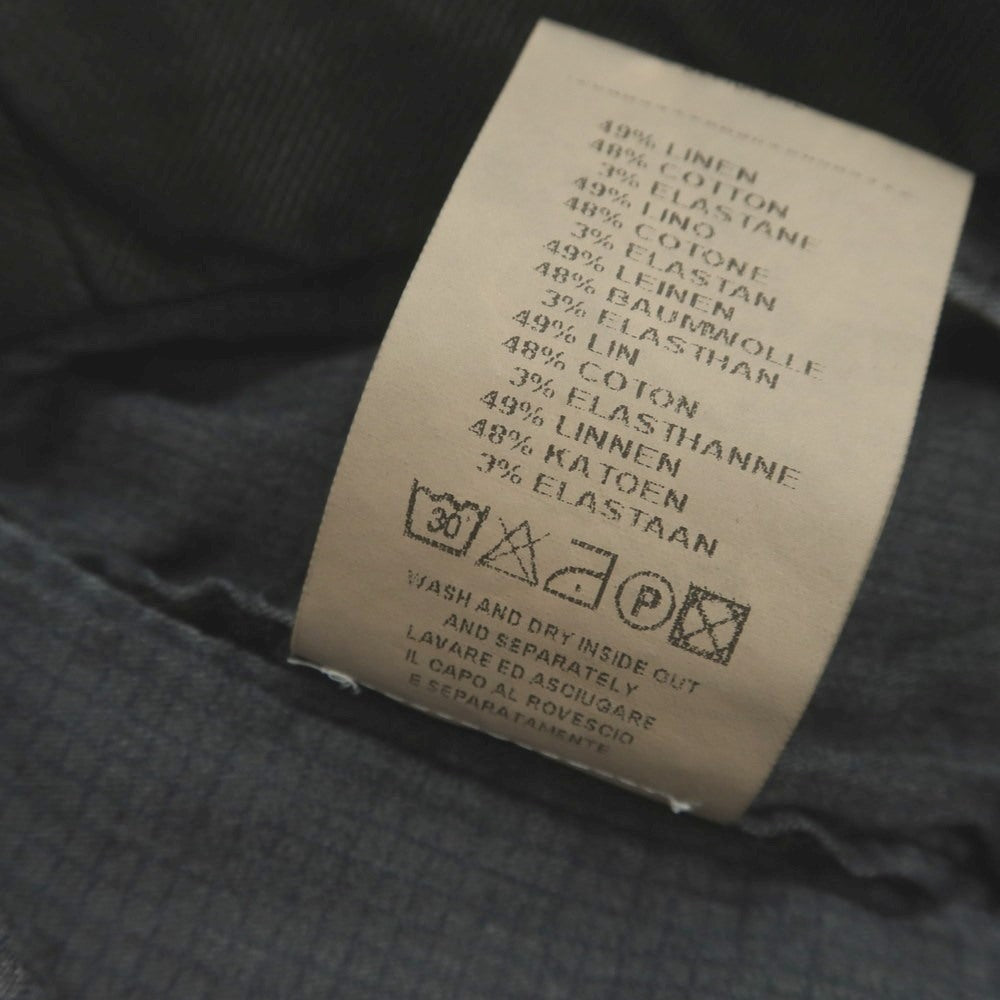 49% LINEN
48% COTTON
3% ELASTANE
49% LINO
48% COTONE
3% ELASTAN
49% LEINEN
48% BAUMWOLLE
3% ELASTHAN
49% LIN
48% COTON
3% ELASTHANNE
49% LINNEN
48% KATOEN
3% ELASTAAN
30° P
WASH AND DRY INSIDE OUT
AND SEPARATELY
LAVARE ED ASCIUGARE
IL CAPO AL ROVESCIO
E SEPARATAMENTE